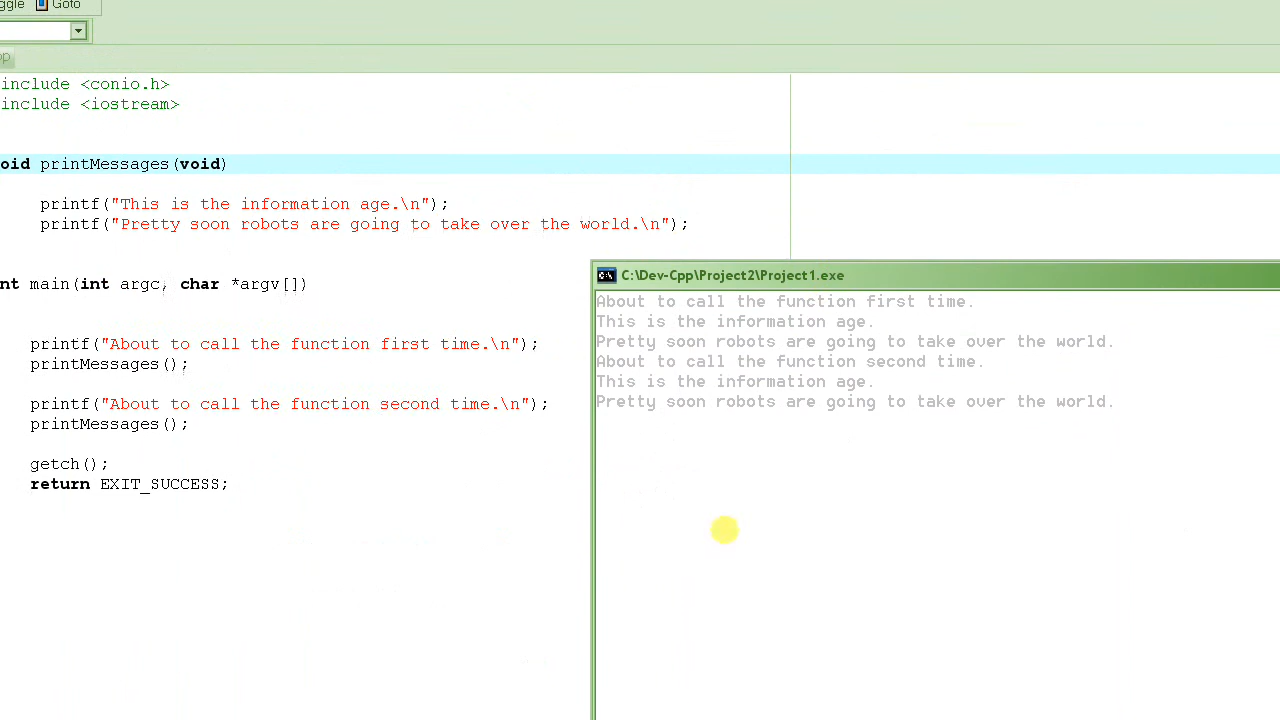 ggle Goto
pp
include <conio.h>
include <iostream>
oid printMessages(void)
printf("This is the information age.\n");
printf("Pretty soon robots are going to take over the world.\n");
nt main(int argc, char *argv[])
printf("About to call the function first time.\n");
printMessages();
printf("About to call the function second time.\n");
printMessages();
getch();
return EXIT_SUCCESS;
C:\Dev-Cpp\Project2\Project1.exe
About to call the function first time.
This is the information age.
Pretty soon robots are going to take over the world.
About to call the function second time.
This is the information age.
Pretty soon robots are going to take over the world.